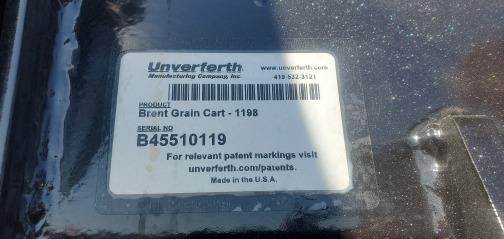 Unverferth
www.unverferth.com
Manufacturing Company, Inc.
419-532-3121
PRODUCT
Brent Grain Cart - 1198
SERIAL NO
B45510119
For relevant patent markings visit
unverferth.com/patents.
Made in the U.S.A.